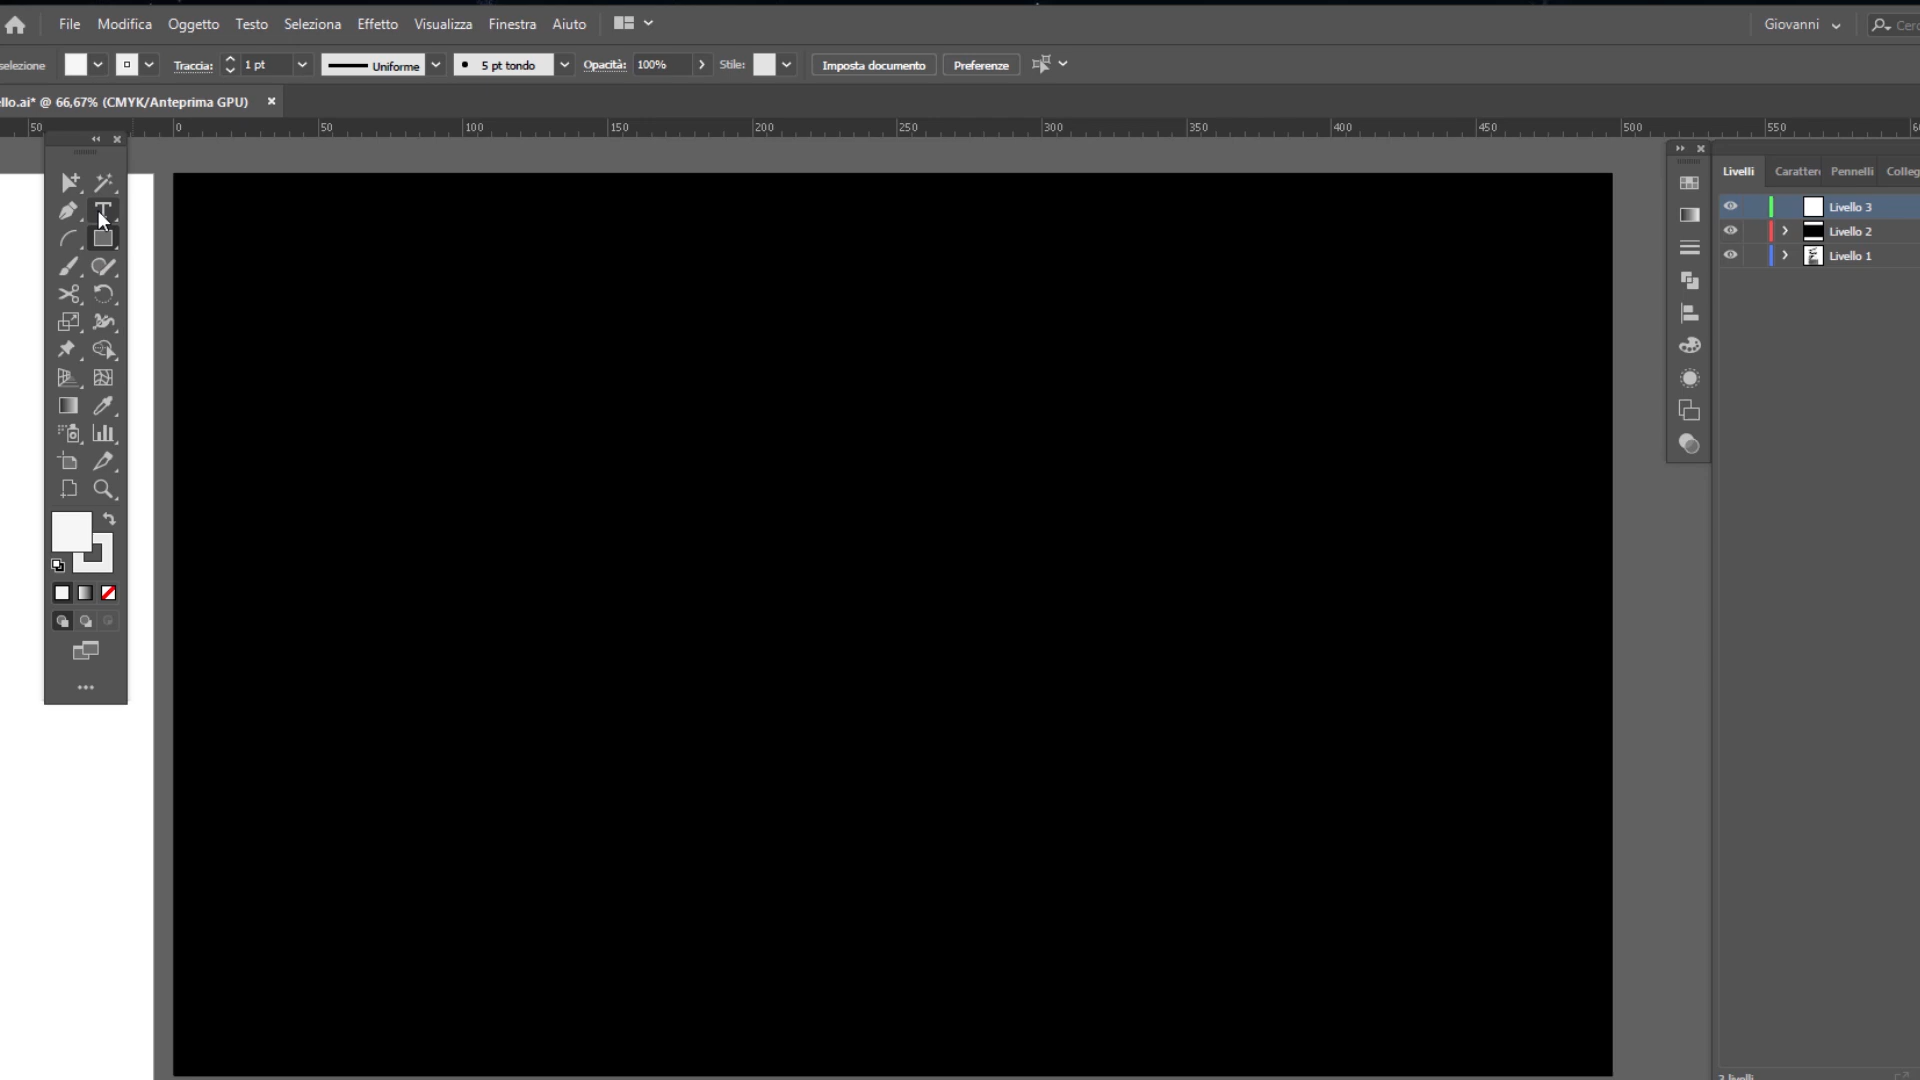 File Modifica Oggetto Testo Seleziona Effetto Visualizza Finestra Aiuto Giovanni
selezione Traccia: 1 pt Uniforme 5 pt tondo Opacità: 100% Stile: Imposta documento Preferenze
llo.ai* @ 66,67% (CMYK/Anteprima GPU)
50 0 50 100 150 200 250 300 350 400 450 500 550
Livelli Caratter Pennelli Colleg
Livello 3
Livello 2
Livello 1